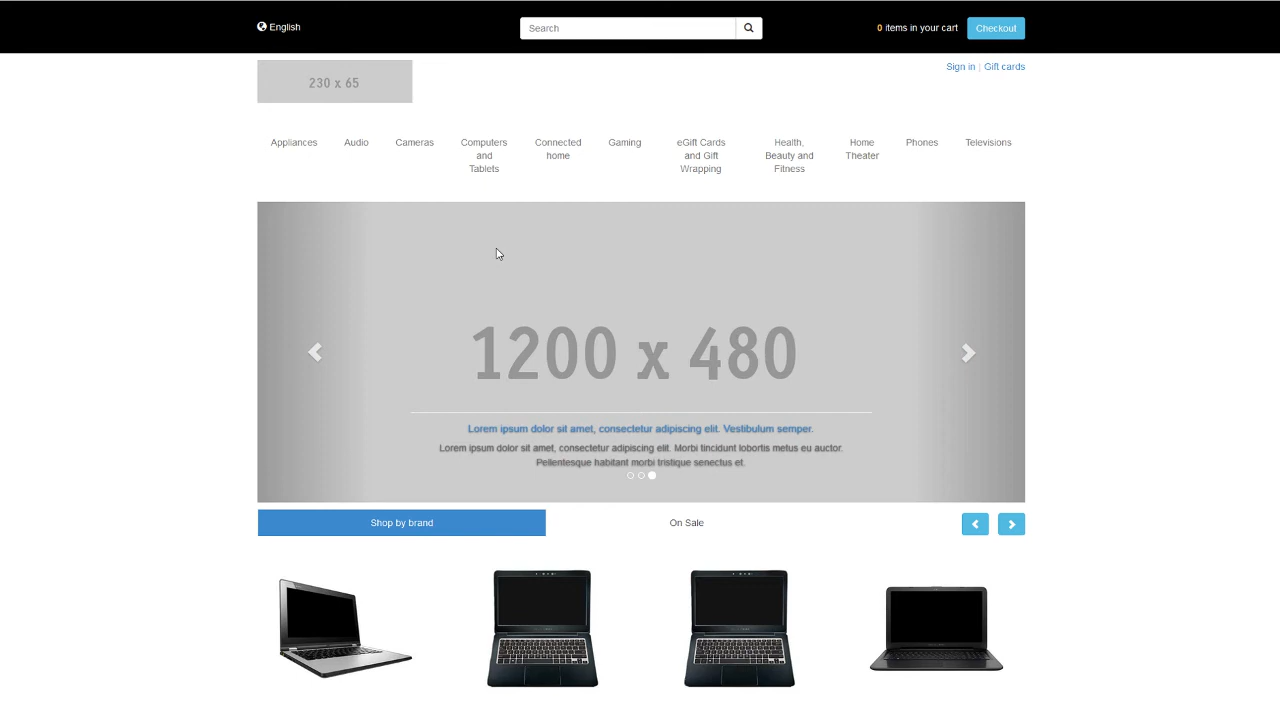 English
Search
0 items in your cart
Checkout
230 x 65
Sign in | Gift cards
Appliances
Audio
Cameras
Computers
and
Tablets
Connected
home
Gaming
eGift Cards
and Gift
Wrapping
Health,
Beauty and
Fitness
Home
Theater
Phones
Televisions
1200 x 480
Lorem ipsum dolor sit amet, consectetur adipiscing elit. Vestibulum semper.
Lorem ipsum dolor sit amet, consectetur adipiscing elit. Morbi tincidunt lobortis metus eu auctor.
Pellentesque habitant morbi tristique senectus et.
Shop by brand
On Sale